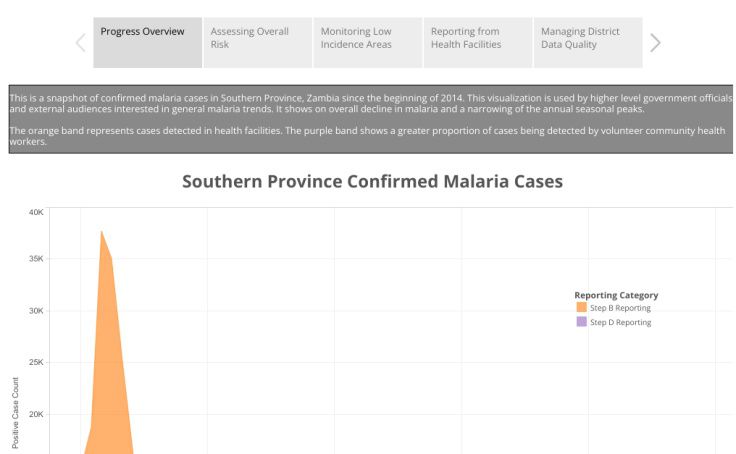 Progress Overview
Assessing Overall
Risk
Monitoring Low
Incidence Areas
Reporting from
Health Facilities
Managing District
Data Quality
This is a snapshot of confirmed malaria cases in Southern Province, Zambia since the beginning of 2014. This visualization is used by higher level government officials
and external audiences interested in general malaria trends. It shows on overall decline in malaria and a narrowing of the annual seasonal peaks.
The orange band represents cases detected in health facilities. The purple band shows a greater proportion of cases being detected by volunteer community health
workers.
Southern Province Confirmed Malaria Cases
40K
35K
30K
25K
20K
Positive Case Count
Reporting Category
Step B Reporting
Step D Reporting